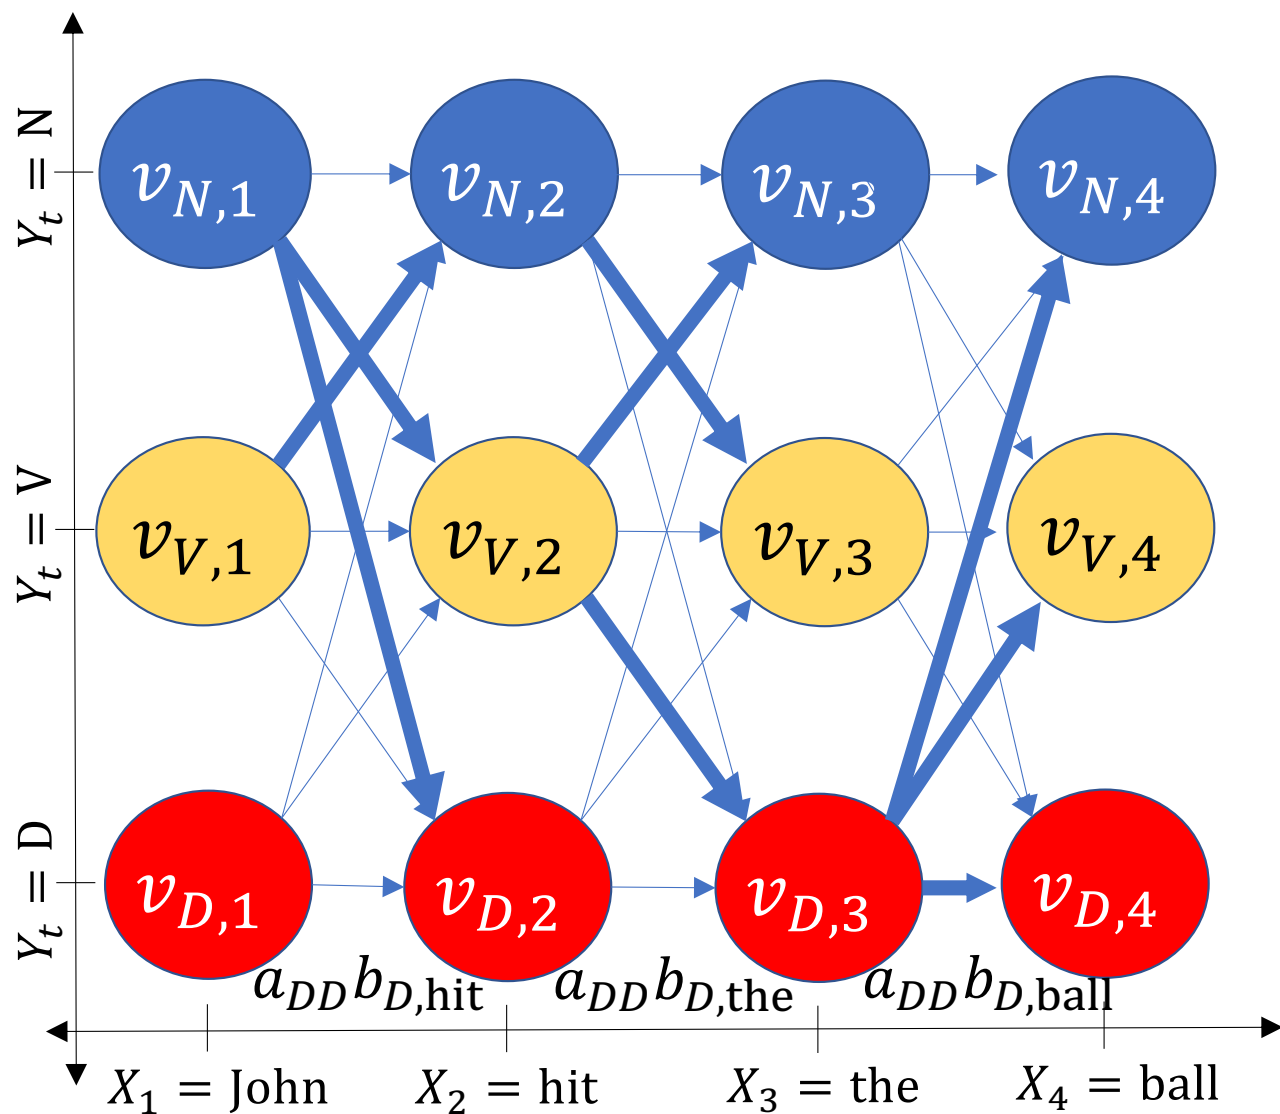 Y_t = N
v_{N,1} v_{N,2} v_{N,3} v_{N,4}
Y_t = V
v_{V,1} v_{V,2} v_{V,3} v_{V,4}
Y_t = D
v_{D,1} v_{D,2} v_{D,3} v_{D,4}
a_{DD}b_{D,hit} a_{DD}b_{D,the} a_{DD}b_{D,ball}
X_1 = John X_2 = hit X_3 = the X_4 = ball